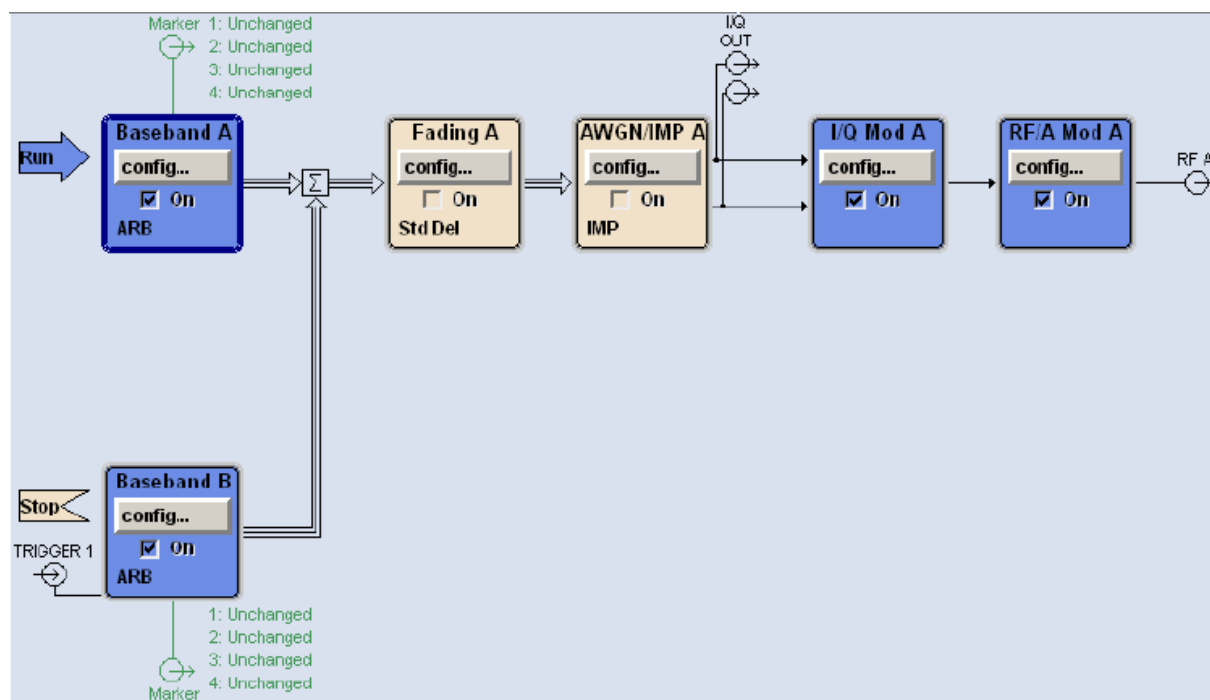 Marker 1: Unchanged
2: Unchanged
3: Unchanged
4: Unchanged
I/Q
OUT
Run
Baseband A
config...
On
ARB
Σ
Fading A
config...
On
Std Del
AWGN/IMP A
config...
On
IMP
I/Q Mod A
config...
On
RF/A Mod A
config...
On
RF A
Stop
TRIGGER 1
Baseband B
config...
On
ARB
1: Unchanged
2: Unchanged
3: Unchanged
Marker 4: Unchanged